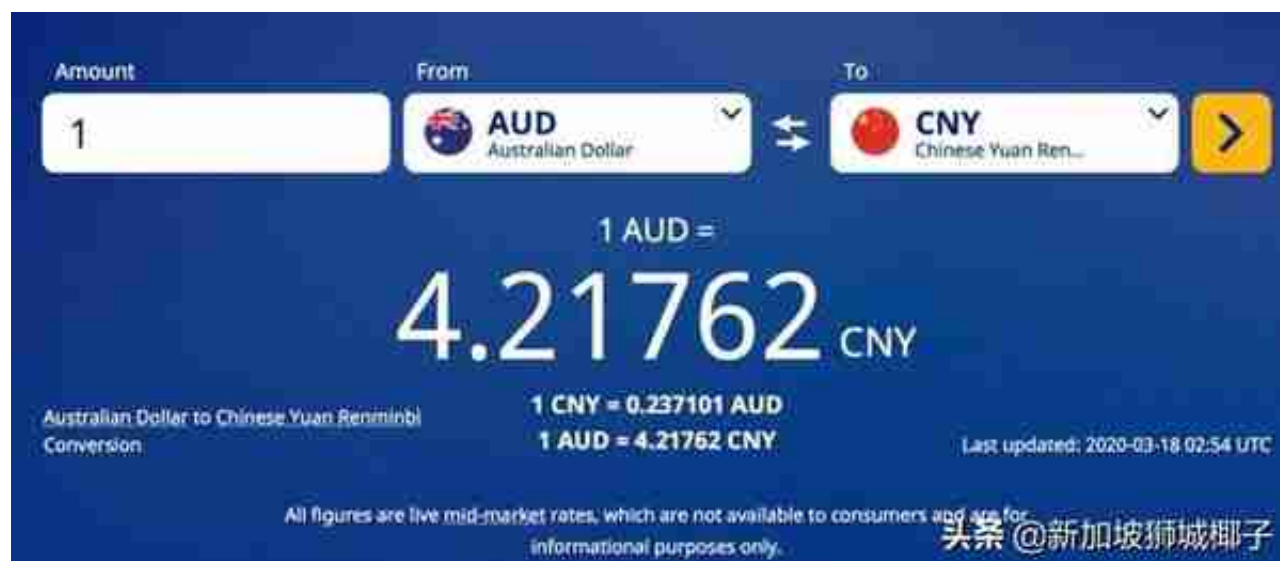 Amount
From
To
1
AUD
Australian Dollar
CNY
Chinese Yuan Ren...
1 AUD =
4.21762 CNY
1 CNY = 0.237101 AUD
1 AUD = 4.21762 CNY
Australian Dollar to Chinese Yuan Renminbi
Conversion
Last updated: 2020-03-18 02:54 UTC
All figures are live mid-market rates, which are not available to consumers and are for
informational purposes only.
头条 @新加坡狮城椰子